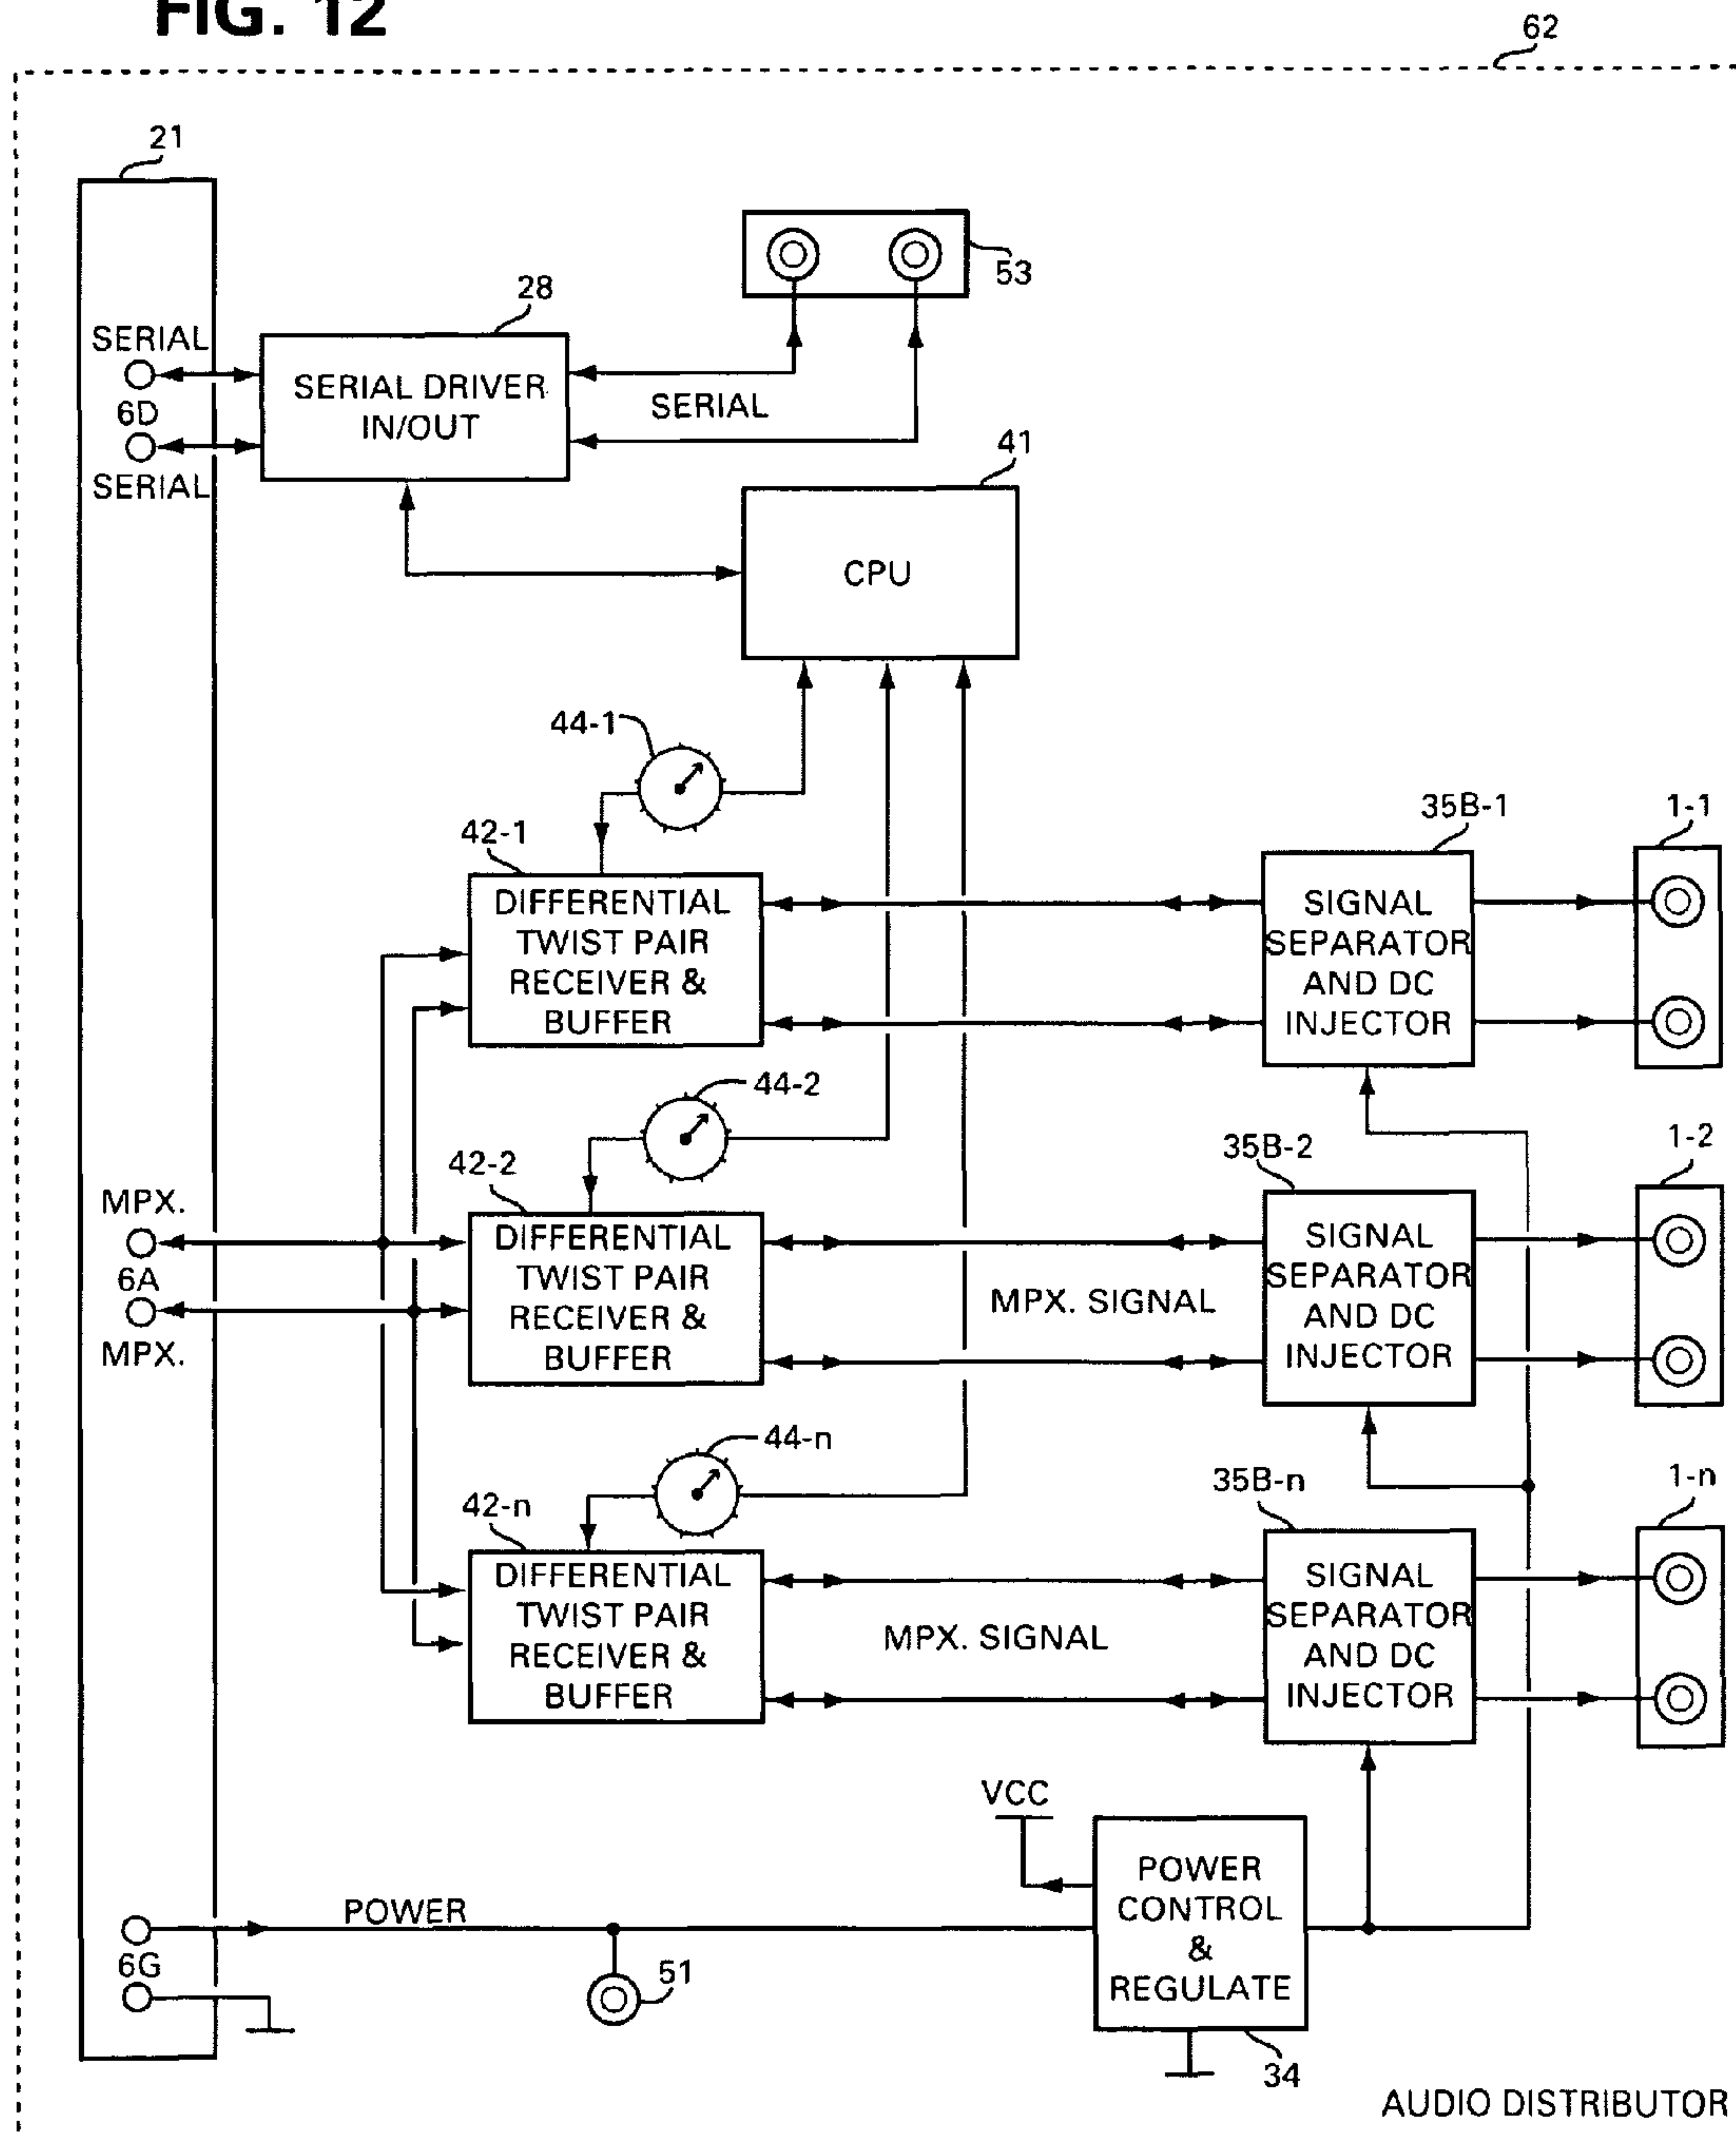 FIG. 12
62
21
53
SERIAL
28
SERIAL DRIVER
IN/OUT
6D
SERIAL
SERIAL
41
CPU
44-1
42-1
35B-1
1-1
DIFFERENTIAL
TWIST PAIR
RECEIVER &
BUFFER
SIGNAL
SEPARATOR
AND DC
INJECTOR
44-2
42-2
35B-2
1-2
MPX.
6A
MPX.
DIFFERENTIAL
TWIST PAIR
RECEIVER &
BUFFER
MPX. SIGNAL
SIGNAL
SEPARATOR
AND DC
INJECTOR
44-n
42-n
35B-n
1-n
DIFFERENTIAL
TWIST PAIR
RECEIVER &
BUFFER
MPX. SIGNAL
SIGNAL
SEPARATOR
AND DC
INJECTOR
VCC
POWER
CONTROL
&
REGULATE
POWER
6G
51
34
AUDIO DISTRIBUTOR